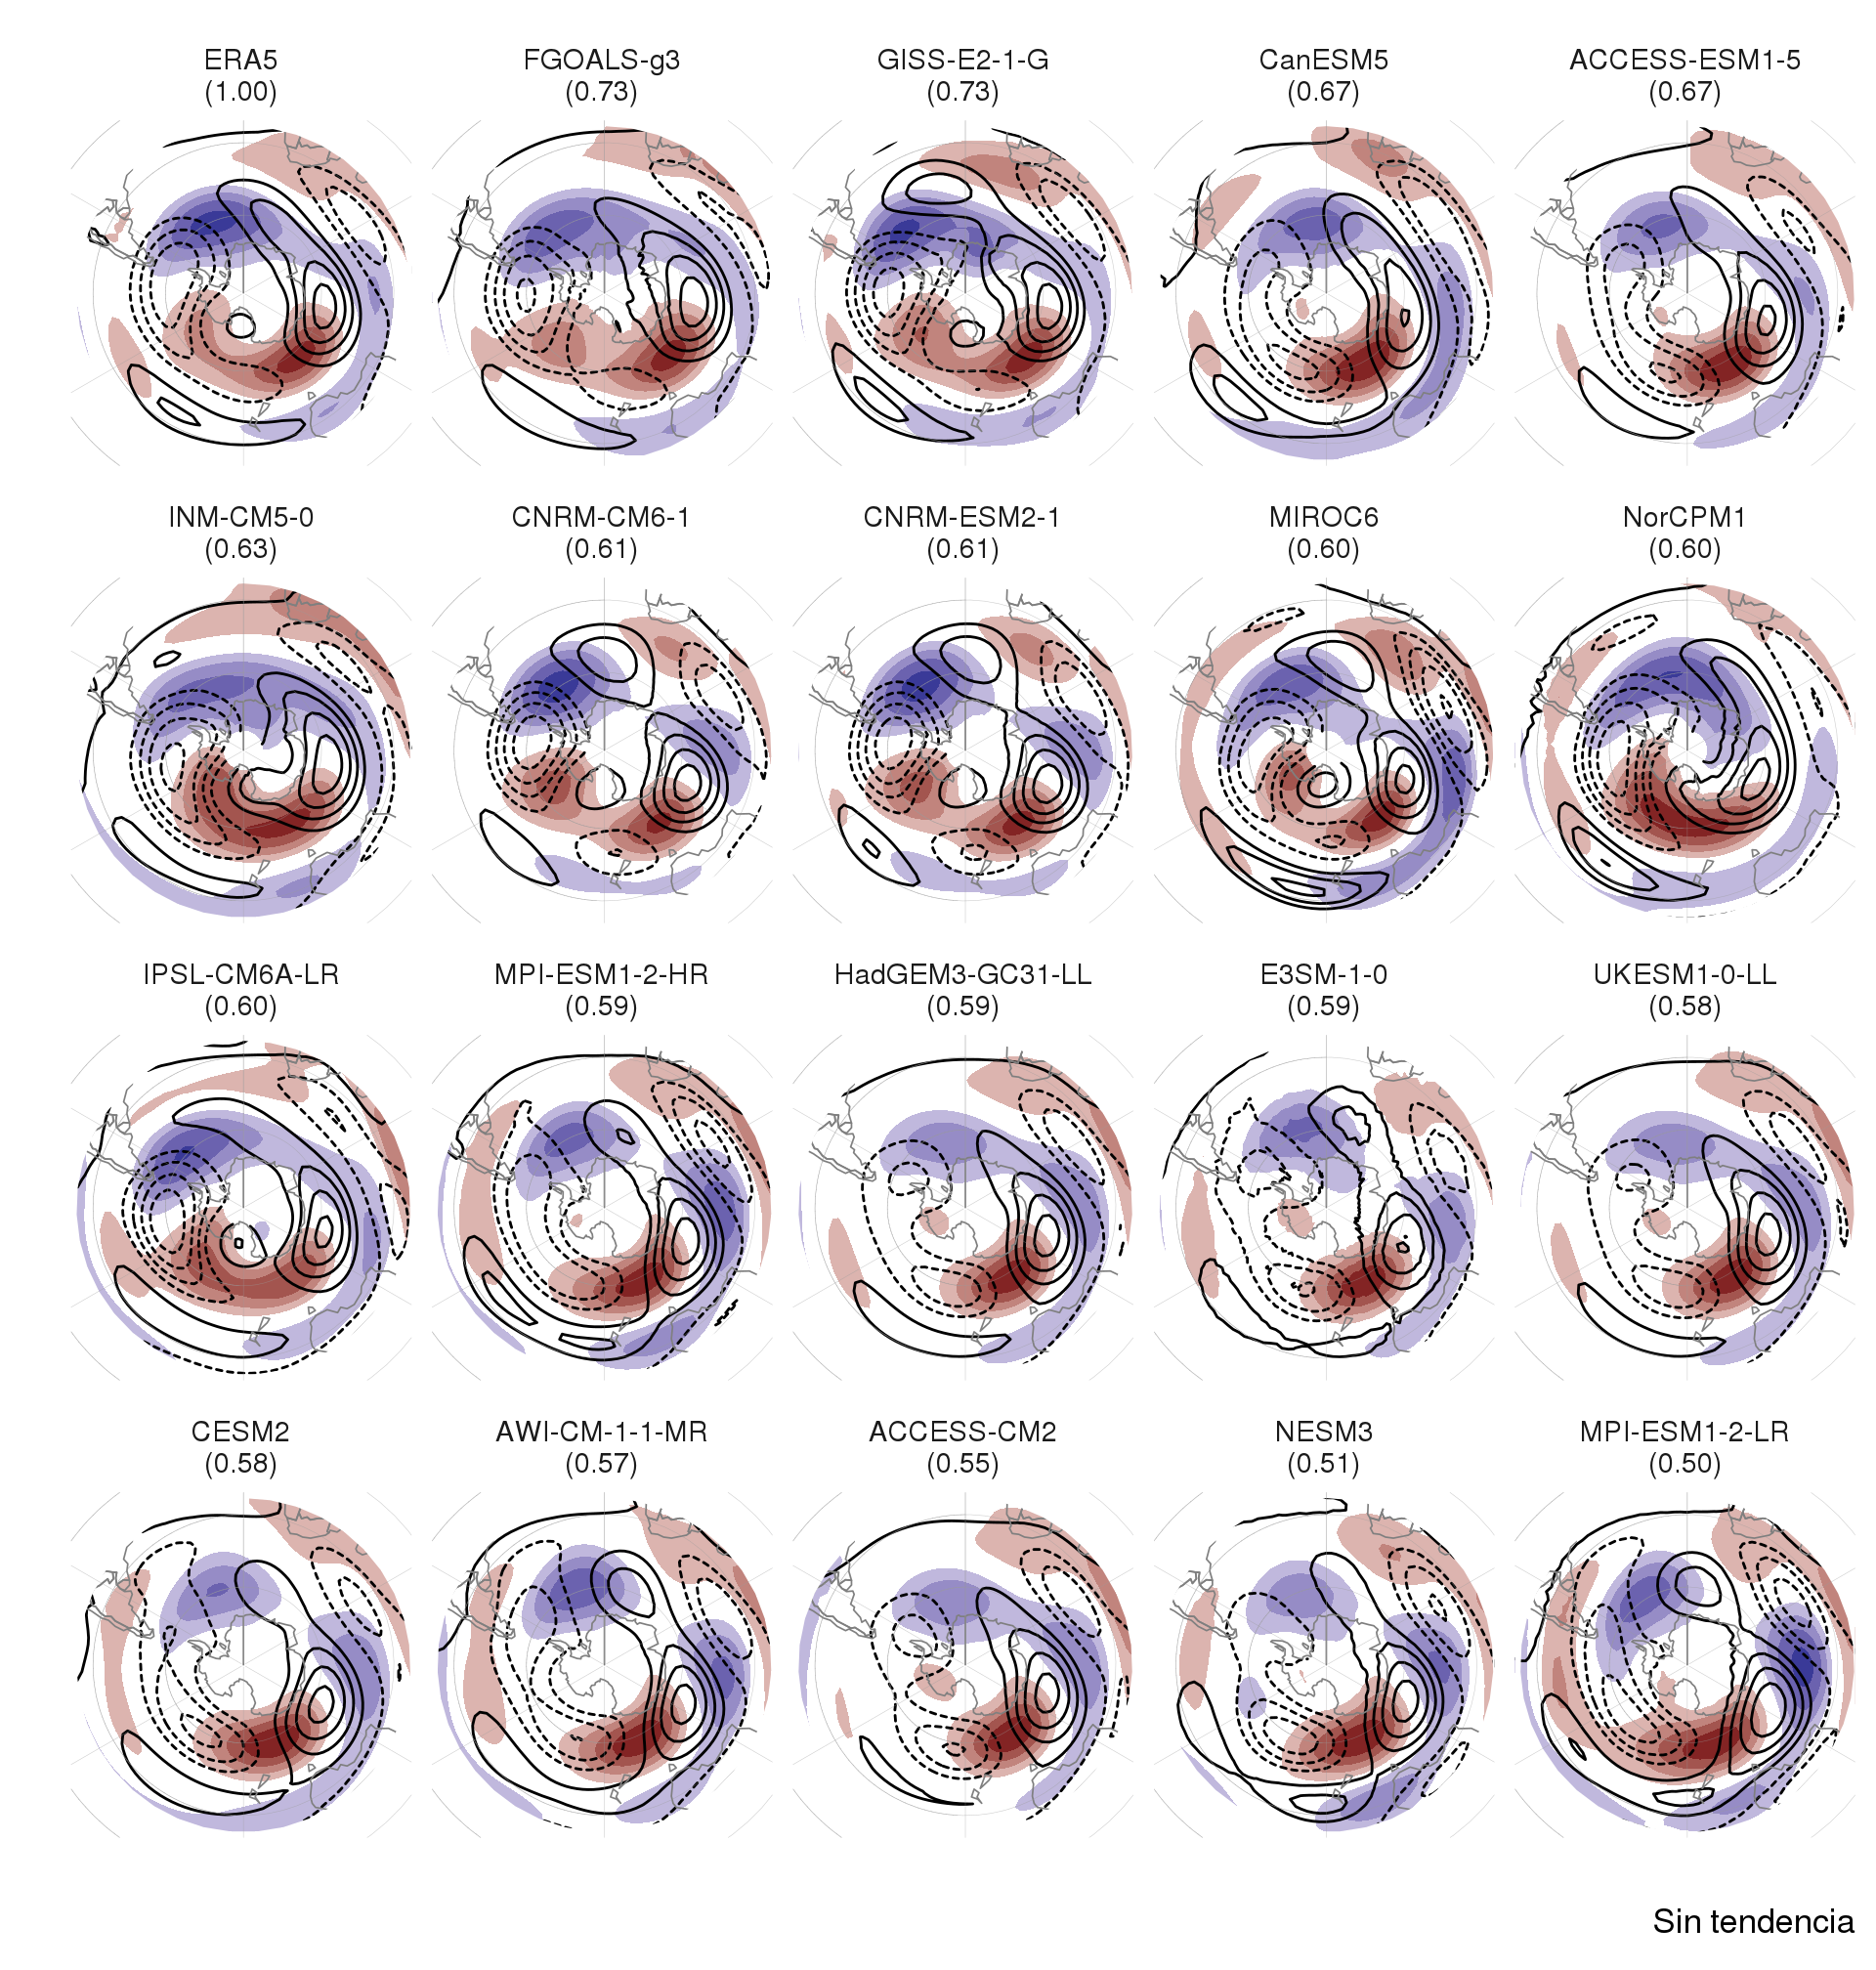 ERA5
(1.00)
FGOALS-g3
(0.73)
GISS-E2-1-G
(0.73)
CanESM5
(0.67)
ACCESS-ESM1-5
(0.67)
INM-CM5-0
(0.63)
CNRM-CM6-1
(0.61)
CNRM-ESM2-1
(0.61)
MIROC6
(0.60)
NorCPM1
(0.60)
IPSL-CM6A-LR
(0.60)
MPI-ESM1-2-HR
(0.59)
HadGEM3-GC31-LL
(0.59)
E3SM-1-0
(0.59)
UKESM1-0-LL
(0.58)
CESM2
(0.58)
AWI-CM-1-1-MR
(0.57)
ACCESS-CM2
(0.55)
NESM3
(0.51)
MPI-ESM1-2-LR
(0.50)
Sin tendencia